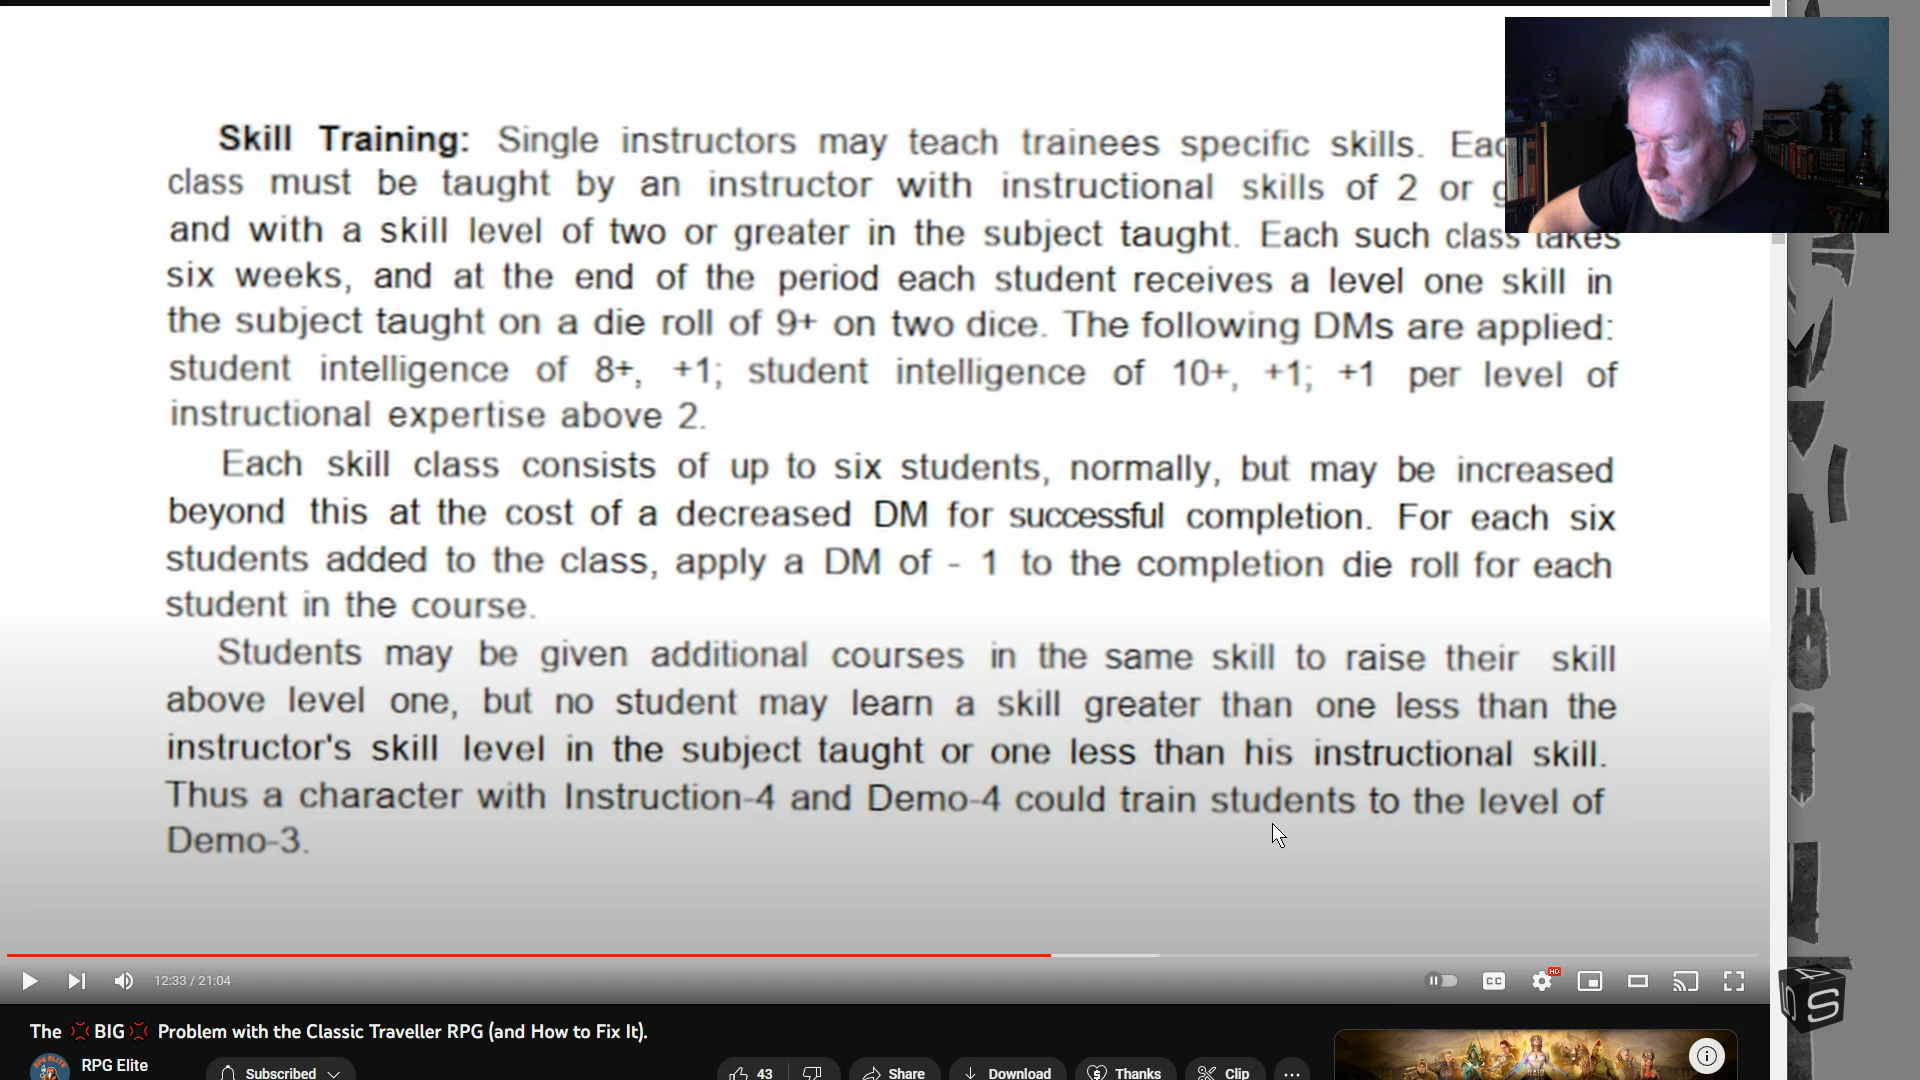 Skill Training: Single instructors may teach trainees specific skills.
class must be taught by an instructor with instructional skills of 2 or
and with a skill level of two or greater in the subject taught. Each such class takes
six weeks, and at the end of the period each student receives a level one skill in
the subject taught on a die roll of 9+ on two dice. The following DMs are applied:
student intelligence of 8+, +1; student intelligence of 10+, +1; +1 per level of
instructional expertise above 2.
Each skill class consists of up to six students, normally, but may be increased
beyond this at the cost of a decreased DM for successful completion. For each six
students added to the class, apply a DM of - 1 to the completion die roll for each
student in the course.
Students may be given additional courses in the same skill to raise their skill
above level one, but no student may learn a skill greater than one less than the
instructor's skill level in the subject taught or one less than his instructional skill.
Thus a character with Instruction-4 and Demo-4 could train students to the level of
Demo-3.
12:33 / 21:04
CC
HD
The BIG Problem with the Classic Traveller RPG (and How to Fix It).
RPG Elite
Subscribed
43
Share
Download
Thanks
Clip